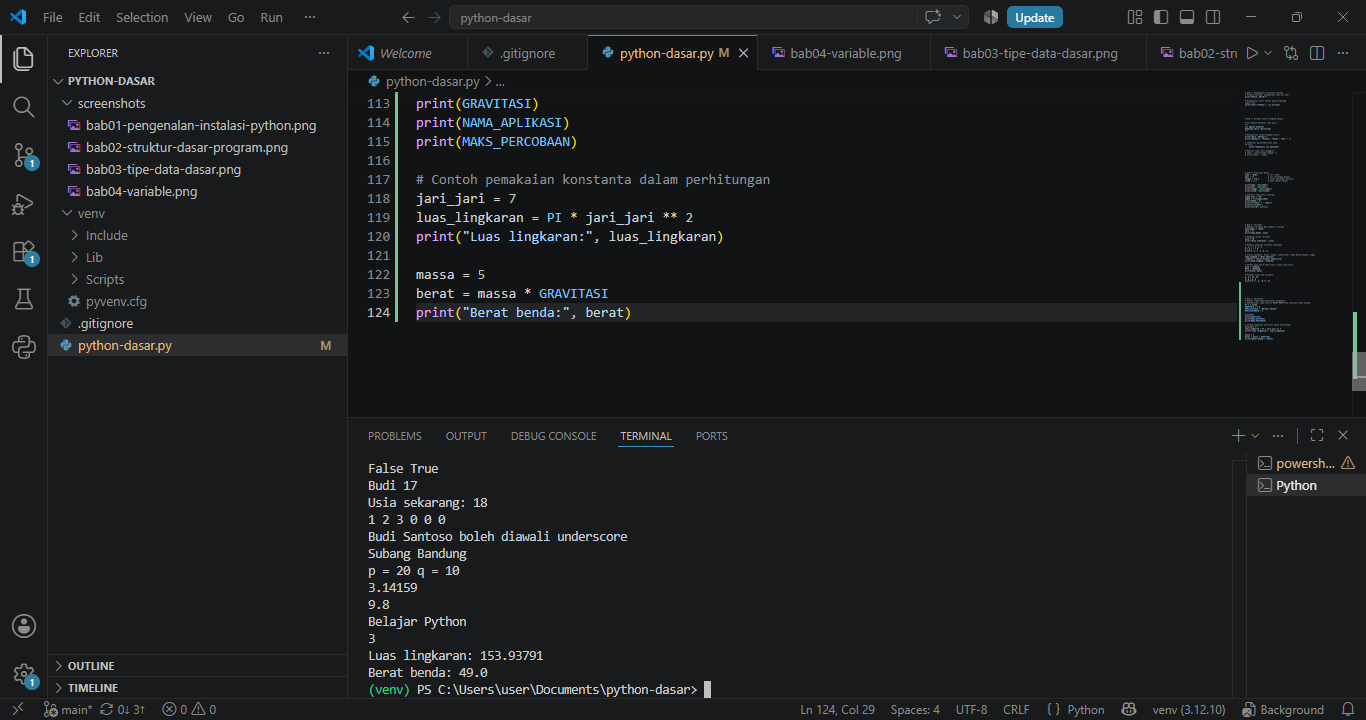 File Edit Selection View Go Run ··· python-dasar Update
EXPLORER ···
PYTHON-DASAR
screenshots
bab01-pengenalan-instalasi-python.png
bab02-struktur-dasar-program.png
bab03-tipe-data-dasar.png
bab04-variable.png
venv
Include
Lib
Scripts
pyvenv.cfg
.gitignore
python-dasar.py M
OUTLINE
TIMELINE
Welcome .gitignore python-dasar.py M bab04-variable.png bab03-tipe-data-dasar.png bab02-stru
python-dasar.py > ...
113 print(GRAVITASI)
114 print(NAMA_APLIKASI)
115 print(MAKS_PERCOBAAN)
116
117 # Contoh pemakaian konstanta dalam perhitungan
118 jari_jari = 7
119 luas_lingkaran = PI * jari_jari ** 2
120 print("Luas lingkaran:", luas_lingkaran)
121
122 massa = 5
123 berat = massa * GRAVITASI
124 print("Berat benda:", berat)
PROBLEMS OUTPUT DEBUG CONSOLE TERMINAL PORTS
False True
Budi 17
Usia sekarang: 18
1 2 3 0 0 0
Budi Santoso boleh diawali underscore
Subang Bandung
p = 20 q = 10
3.14159
9.8
Belajar Python
3
Luas lingkaran: 153.93791
Berat benda: 49.0
(venv) PS C:\Users\user\Documents\python-dasar>
powersh...
Python
1
1
1
main* 0↓ 3↑ 0 0 Ln 124, Col 29 Spaces: 4 UTF-8 CRLF { } Python venv (3.12.10) Background